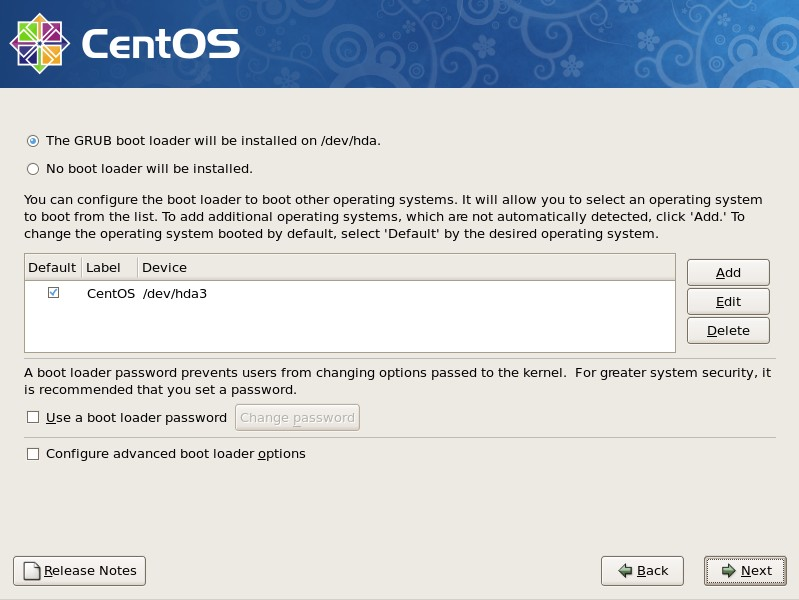 CentOS
The GRUB boot loader will be installed on /dev/hda.
No boot loader will be installed.
You can configure the boot loader to boot other operating systems. It will allow you to select an operating system
to boot from the list. To add additional operating systems, which are not automatically detected, click 'Add.' To
change the operating system booted by default, select 'Default' by the desired operating system.
Default Label Device
CentOS /dev/hda3
Add
Edit
Delete
A boot loader password prevents users from changing options passed to the kernel.  For greater system security, it
is recommended that you set a password.
Use a boot loader password Change password
Configure advanced boot loader options
Release Notes Back Next